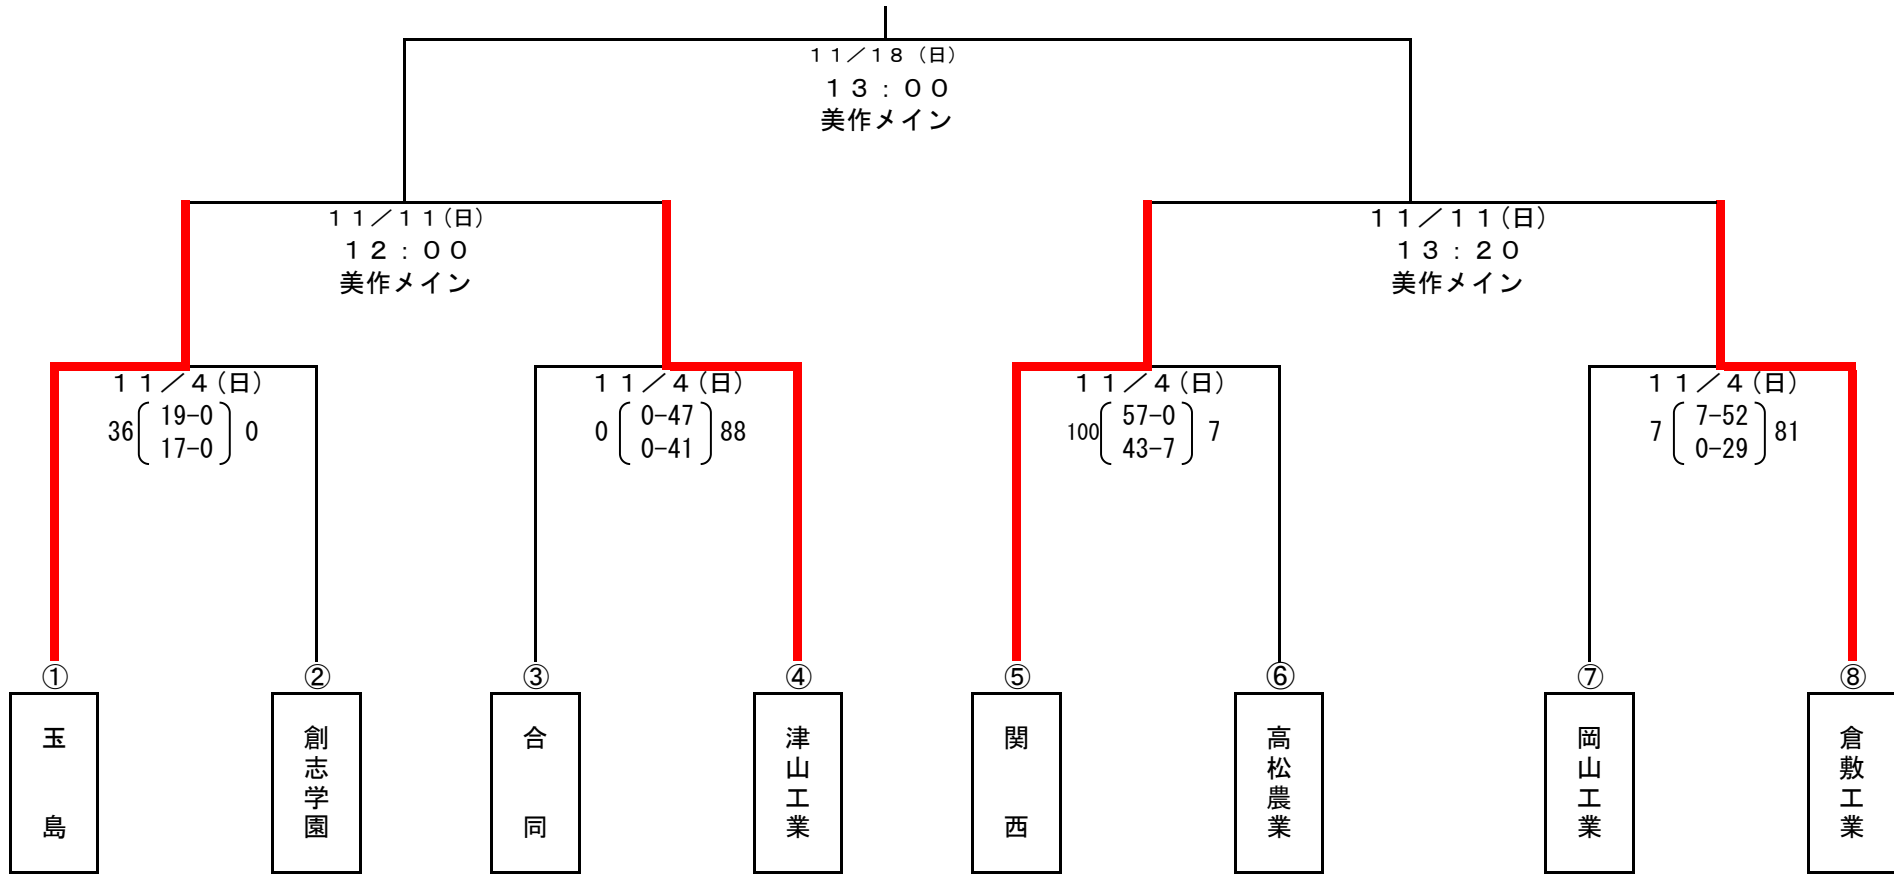 １１／１８（日）
１３：００
美作メイン
１１／１１（日）
１２：００
美作メイン
１１／１１（日）
１３：２０
美作メイン
１１／４（日）
36 19-0 0
17-0
１１／４（日）
0 0-47 88
0-41
１１／４（日）
100 57-0 7
43-7
１１／４（日）
7 7-52 81
0-29
①
②
③
④
⑤
⑥
⑦
⑧
玉島
創志学園
合同
津山工業
関西
高松農業
岡山工業
倉敷工業